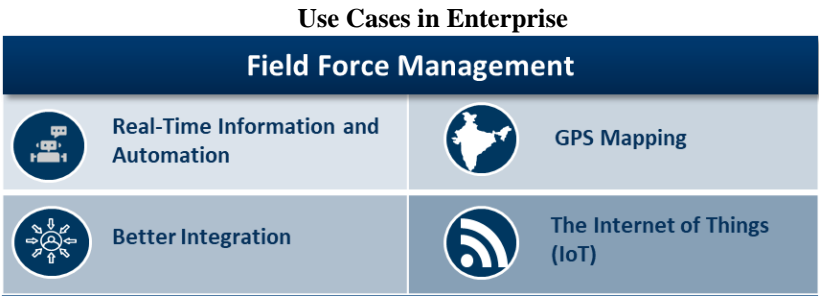 Use Cases in Enterprise
Field Force Management
Real-Time Information and
Automation
GPS Mapping
Better Integration
The Internet of Things
(IoT)